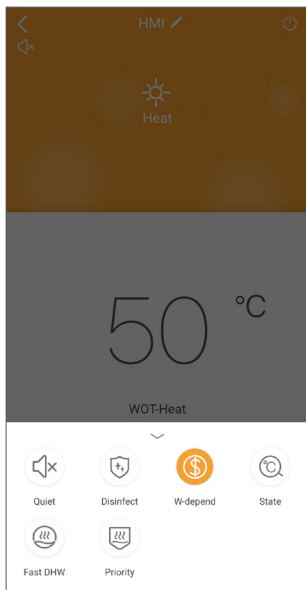 HMI
Heat
50 °C
WOT-Heat
Quiet Disinfect W-depend State
Fast DHW Priority